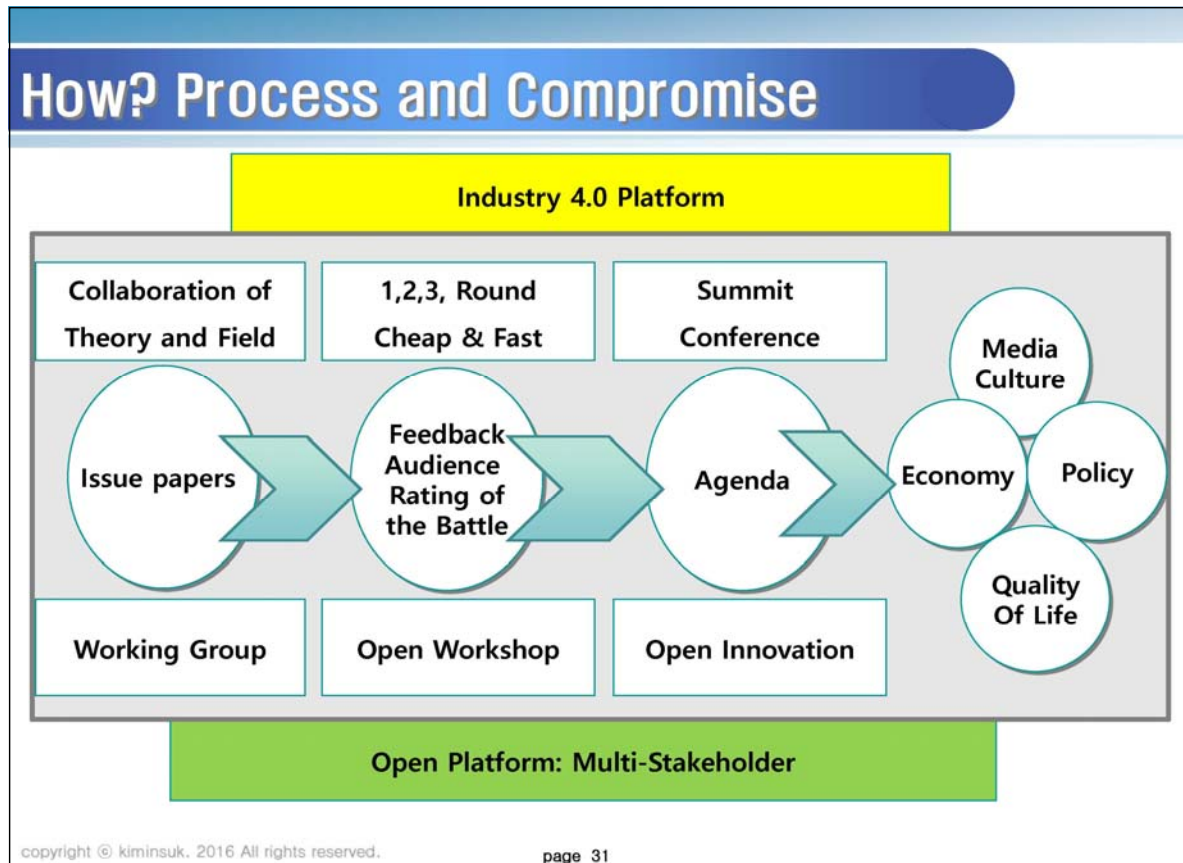 How? Process and Compromise
Industry 4.0 Platform
Collaboration of
Theory and Field
1,2,3, Round
Cheap & Fast
Summit
Conference
Issue papers
Feedback
Audience
Rating of
the Battle
Agenda
Media
Culture
Economy
Policy
Quality
Of Life
Working Group
Open Workshop
Open Innovation
Open Platform: Multi-Stakeholder
copyright ⓒ kiminsuk. 2016 All rights reserved.
page 31